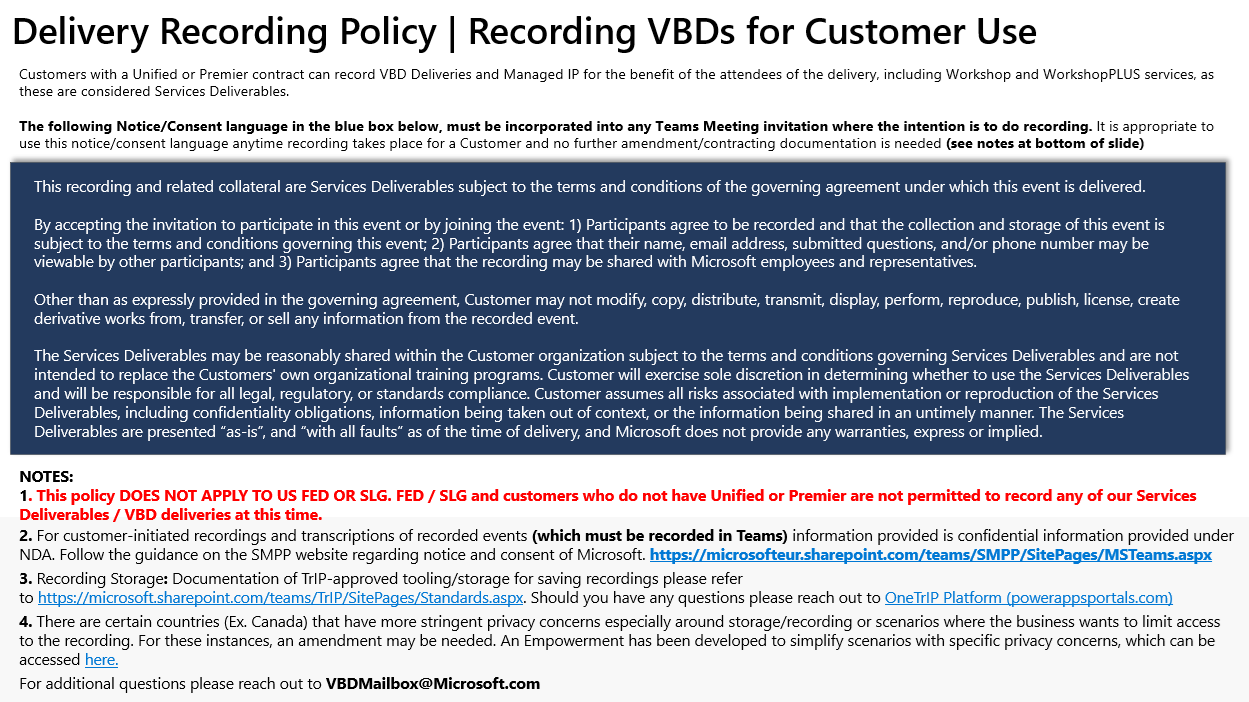 Delivery Recording Policy | Recording VBDs for Customer Use
Customers with a Unified or Premier contract can record VBD Deliveries and Managed IP for the benefit of the attendees of the delivery, including Workshop and WorkshopPLUS services, as
these are considered Services Deliverables.
The following Notice/Consent language in the blue box below, must be incorporated into any Teams Meeting invitation where the intention is to do recording. It is appropriate to
use this notice/consent language anytime recording takes place for a Customer and no further amendment/contracting documentation is needed (see notes at bottom of slide)
This recording and related collateral are Services Deliverables subject to the terms and conditions of the governing agreement under which this event is delivered.
By accepting the invitation to participate in this event or by joining the event: 1) Participants agree to be recorded and that the collection and storage of this event is
subject to the terms and conditions governing this event; 2) Participants agree that their name, email address, submitted questions, and/or phone number may be
viewable by other participants; and 3) Participants agree that the recording may be shared with Microsoft employees and representatives.
Other than as expressly provided in the governing agreement, Customer may not modify, copy, distribute, transmit, display, perform, reproduce, publish, license, create
derivative works from, transfer, or sell any information from the recorded event.
The Services Deliverables may be reasonably shared within the Customer organization subject to the terms and conditions governing Services Deliverables and are not
intended to replace the Customers' own organizational training programs. Customer will exercise sole discretion in determining whether to use the Services Deliverables
and will be responsible for all legal, regulatory, or standards compliance. Customer assumes all risks associated with implementation or reproduction of the Services
Deliverables, including confidentiality obligations, information being taken out of context, or the information being shared in an untimely manner. The Services
Deliverables are presented “as-is”, and “with all faults” as of the time of delivery, and Microsoft does not provide any warranties, express or implied.
NOTES:
1. This policy DOES NOT APPLY TO US FED OR SLG. FED / SLG and customers who do not have Unified or Premier are not permitted to record any of our Services
Deliverables / VBD deliveries at this time.
2. For customer-initiated recordings and transcriptions of recorded events (which must be recorded in Teams) information provided is confidential information provided under
NDA. Follow the guidance on the SMPP website regarding notice and consent of Microsoft. https://microsofteur.sharepoint.com/teams/SMPP/SitePages/MSTeams.aspx
3. Recording Storage: Documentation of TrIP-approved tooling/storage for saving recordings please refer
to https://microsoft.sharepoint.com/teams/TrIP/SitePages/Standards.aspx. Should you have any questions please reach out to OneTrIP Platform (powerappsportals.com)
4. There are certain countries (Ex. Canada) that have more stringent privacy concerns especially around storage/recording or scenarios where the business wants to limit access
to the recording. For these instances, an amendment may be needed. An Empowerment has been developed to simplify scenarios with specific privacy concerns, which can be
accessed here.
For additional questions please reach out to VBDMailbox@Microsoft.com